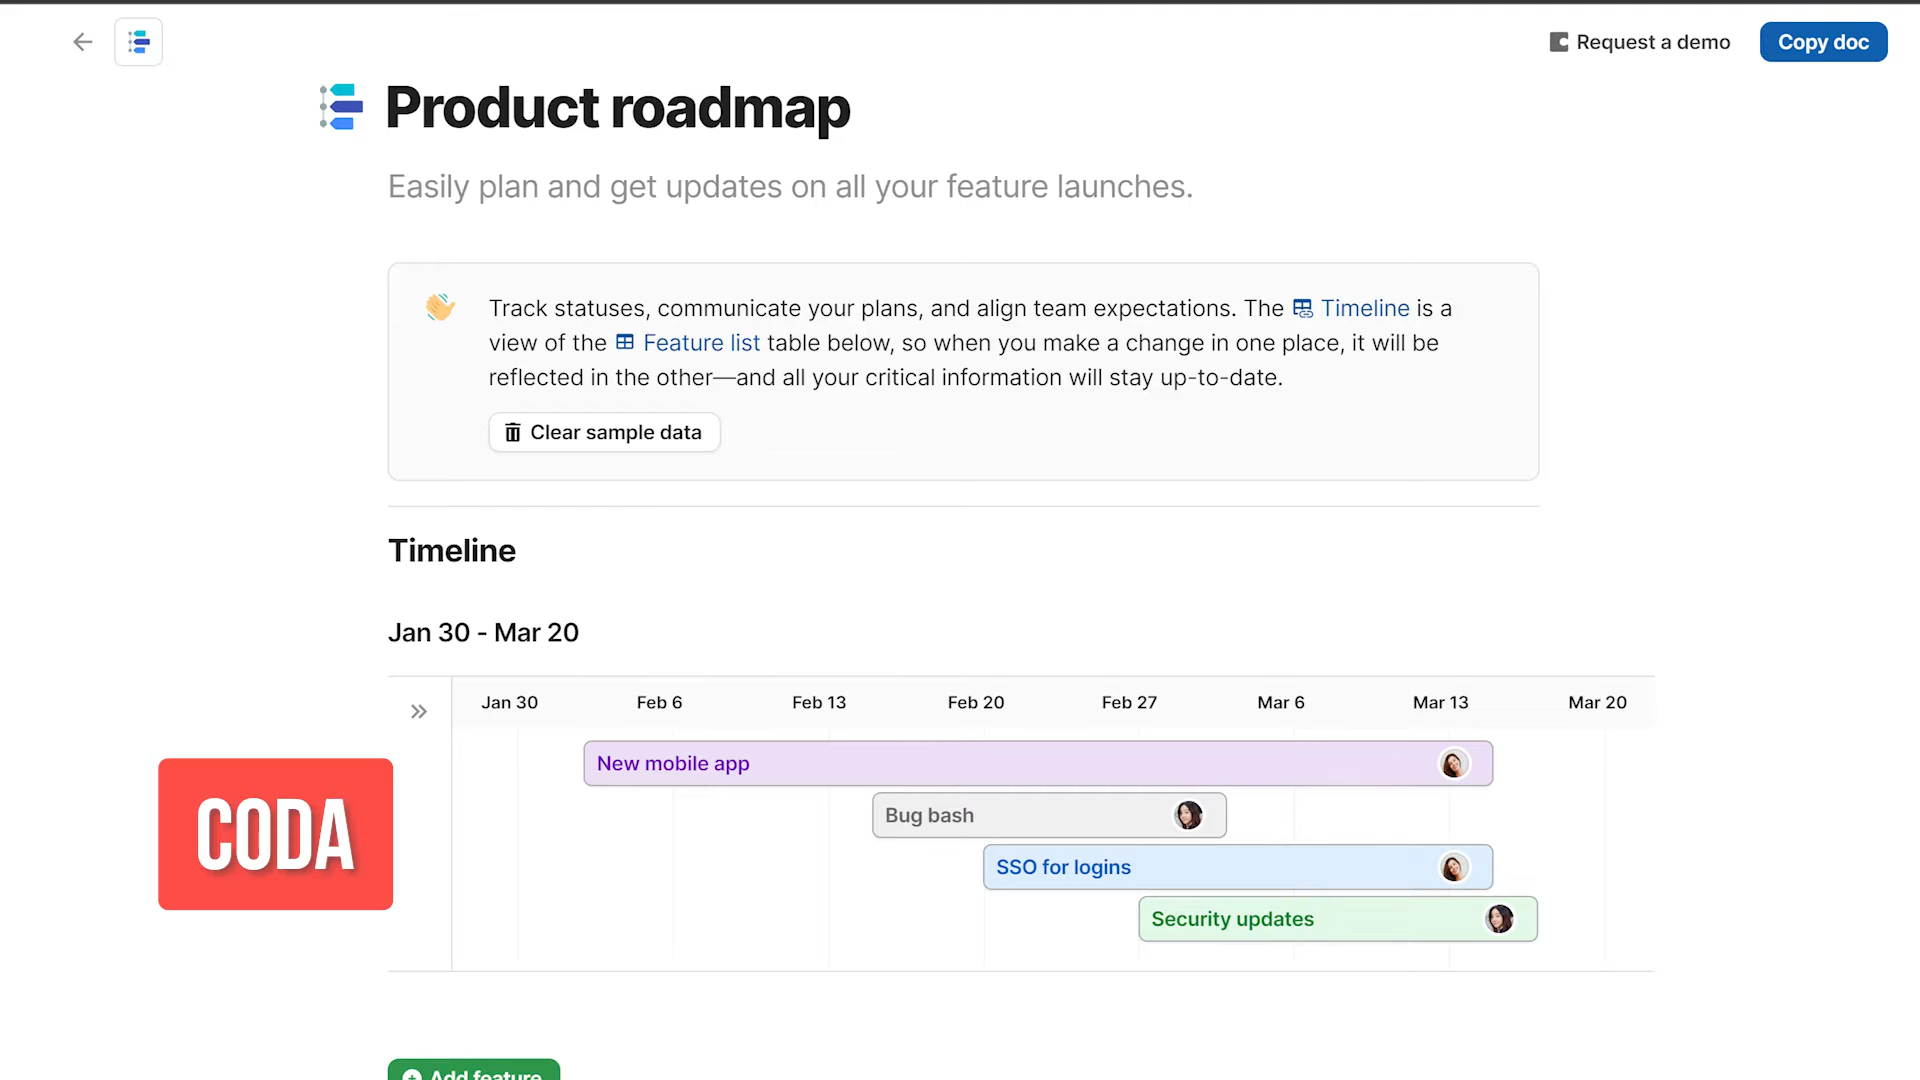 Request a demo
Copy doc
Product roadmap
Easily plan and get updates on all your feature launches.
Track statuses, communicate your plans, and align team expectations. The Timeline is a
view of the Feature list table below, so when you make a change in one place, it will be
reflected in the other—and all your critical information will stay up-to-date.
Clear sample data
Timeline
Jan 30 - Mar 20
Jan 30 Feb 6 Feb 13 Feb 20 Feb 27 Mar 6 Mar 13 Mar 20
New mobile app
Bug bash
SSO for logins
Security updates
CODA
Add feature